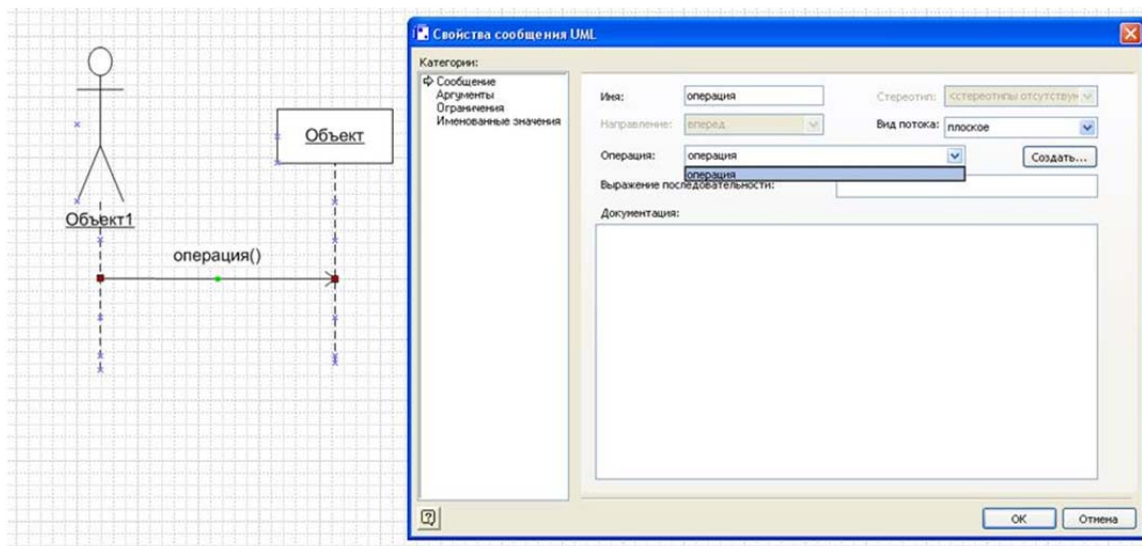 Объект
Объект1
операция()
Свойства сообщения UML
Категории:
Сообщение
Аргументы
Ограничения
Именованные значения
Имя: операция
Стереотип: <стереотипы отсутствую
Направление: вперед
Вид потока: плоское
Операция: операция
Создать...
операция
Выражение последовательности:
Документация:
OK
Отмена